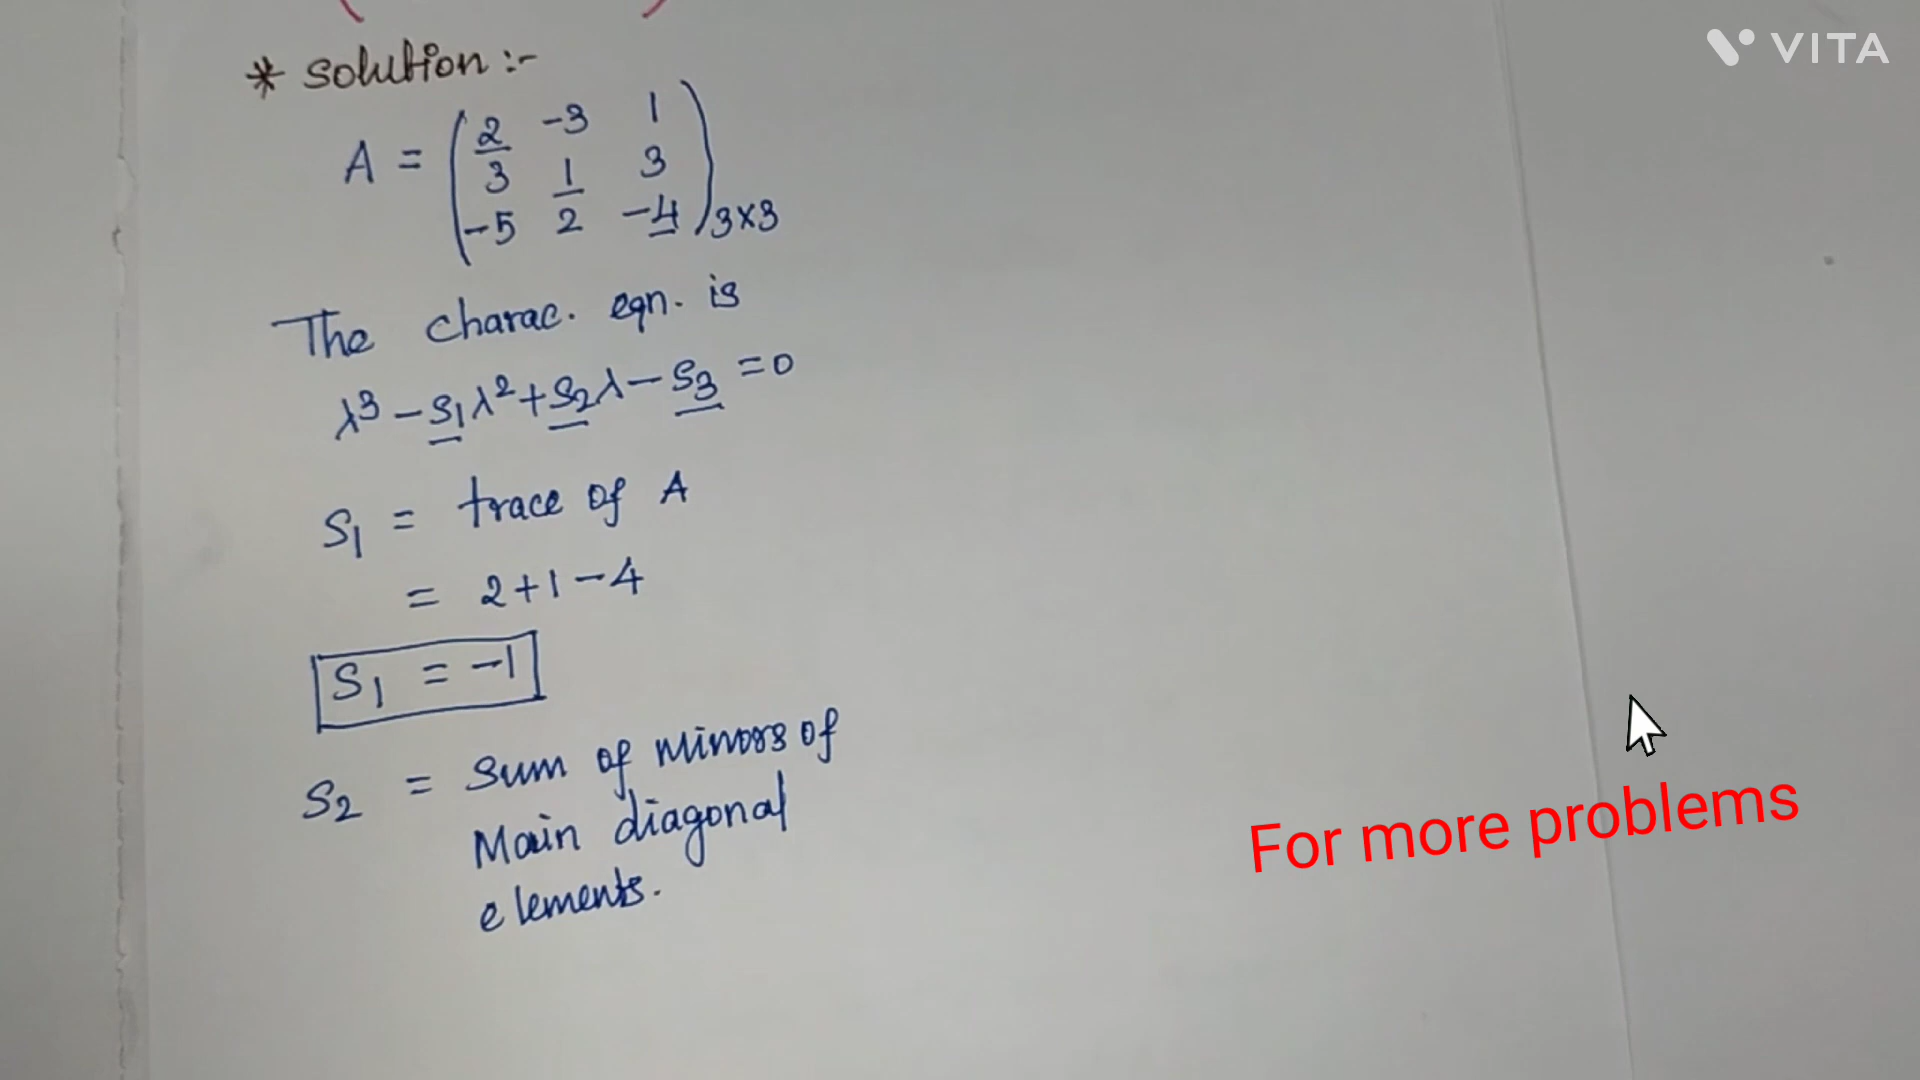 VITA
* Solution :-
A = ( 2 -3 1
3 1 3
-5 2 -4 ) 3x3
The charac. eqn. is
λ³ - S₁λ² + S₂λ - S₃ = 0
S₁ = trace of A
= 2+1-4
S₁ = -1
S₂ = Sum of minors of
Main diagonal
elements.
For more problems